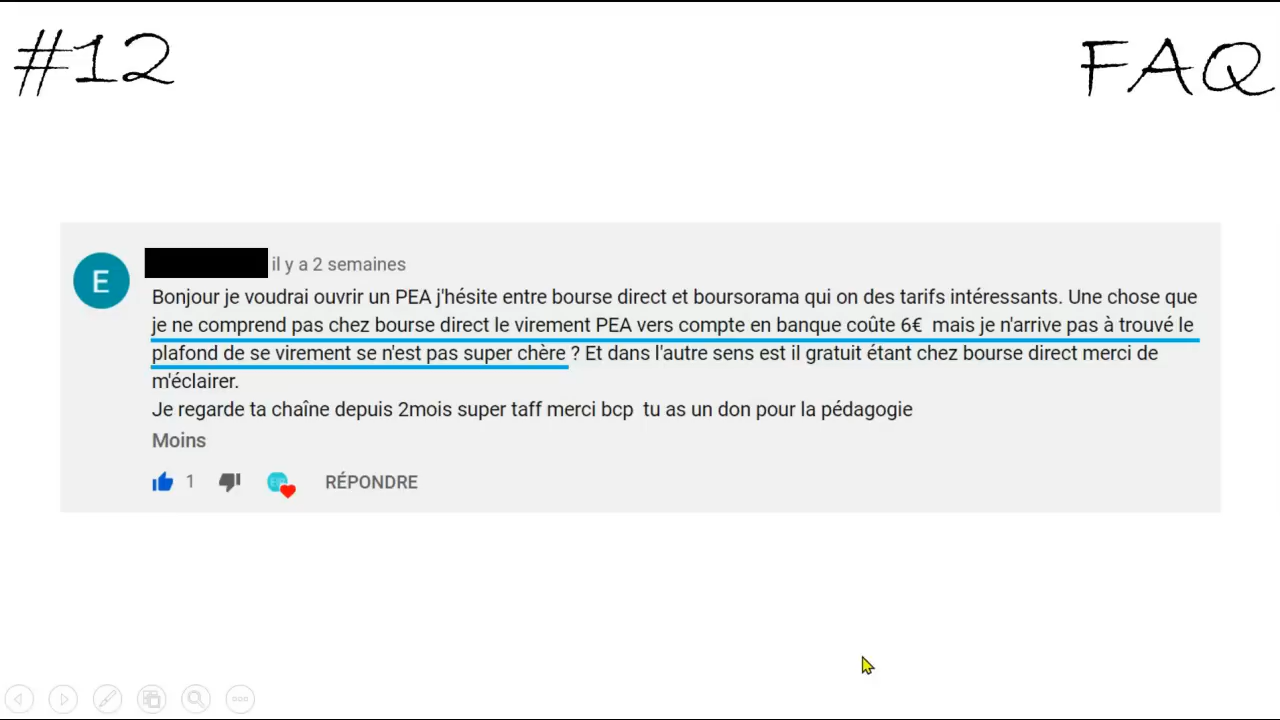 #12
FAQ
E
il y a 2 semaines
Bonjour je voudrai ouvrir un PEA j'hésite entre bourse direct et boursorama qui on des tarifs intéressants. Une chose que
je ne comprend pas chez bourse direct le virement PEA vers compte en banque coûte 6€ mais je n'arrive pas à trouvé le
plafond de se virement se n'est pas super chère ? Et dans l'autre sens est il gratuit étant chez bourse direct merci de
m'éclairer.
Je regarde ta chaîne depuis 2mois super taff merci bcp tu as un don pour la pédagogie
Moins
1
RÉPONDRE